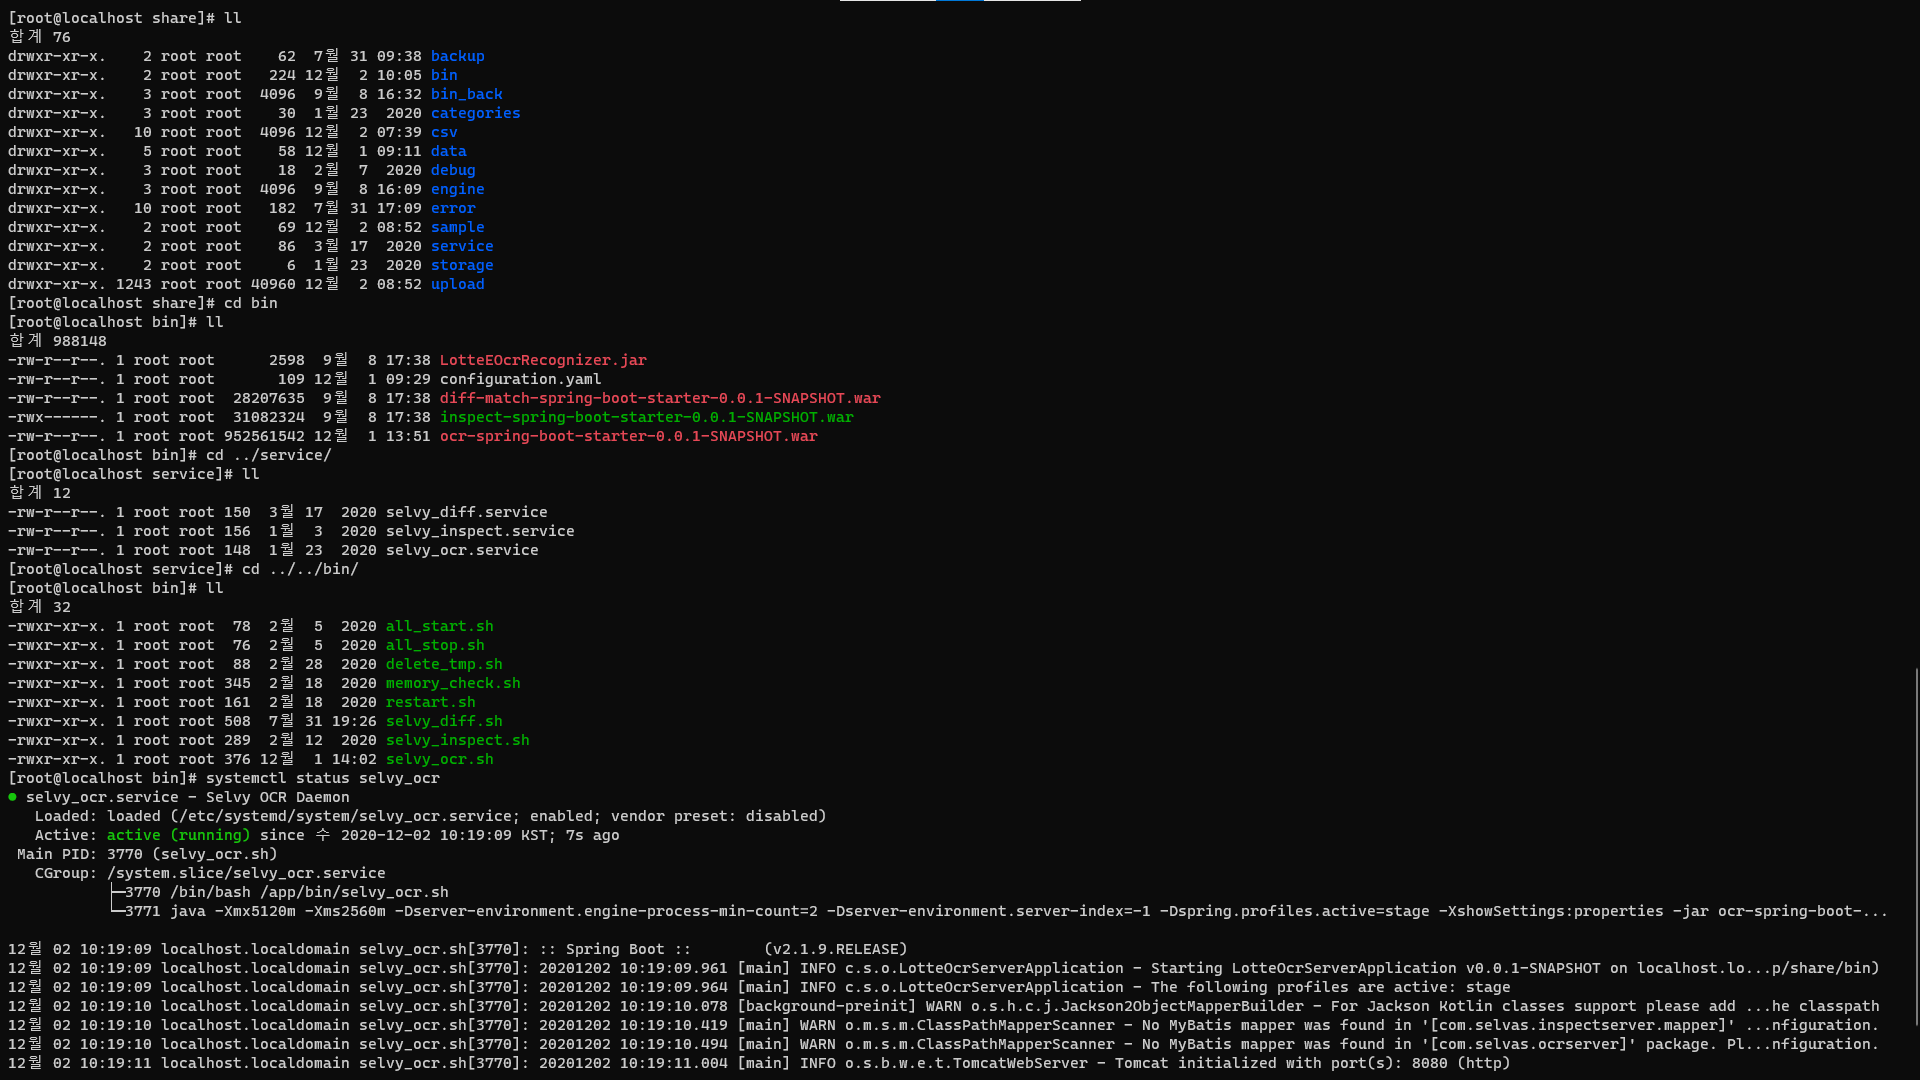 [root@localhost share]# ll
합계 76
drwxr-xr-x.    2 root root    62  7월 31 09:38 backup
drwxr-xr-x.    2 root root   224 12월  2 10:05 bin
drwxr-xr-x.    3 root root  4096  9월  8 16:32 bin_back
drwxr-xr-x.    3 root root    30  1월 23  2020 categories
drwxr-xr-x.   10 root root  4096 12월  2 07:39 csv
drwxr-xr-x.    5 root root    58 12월  1 09:11 data
drwxr-xr-x.    3 root root    18  2월  7  2020 debug
drwxr-xr-x.    3 root root  4096  9월  8 16:09 engine
drwxr-xr-x.   10 root root   182  7월 31 17:09 error
drwxr-xr-x.    2 root root    69 12월  2 08:52 sample
drwxr-xr-x.    2 root root    86  3월 17  2020 service
drwxr-xr-x.    2 root root     6  1월 23  2020 storage
drwxr-xr-x. 1243 root root 40960 12월  2 08:52 upload
[root@localhost share]# cd bin
[root@localhost bin]# ll
합계 988148
-rw-r--r--. 1 root root      2598  9월  8 17:38 LotteEOcrRecognizer.jar
-rw-r--r--. 1 root root       109 12월  1 09:29 configuration.yaml
-rw-r--r--. 1 root root  28207635  9월  8 17:38 diff-match-spring-boot-starter-0.0.1-SNAPSHOT.war
-rwx------. 1 root root  31082324  9월  8 17:38 inspect-spring-boot-starter-0.0.1-SNAPSHOT.war
-rw-r--r--. 1 root root 952561542 12월  1 13:51 ocr-spring-boot-starter-0.0.1-SNAPSHOT.war
[root@localhost bin]# cd ../service/
[root@localhost service]# ll
합계 12
-rw-r--r--. 1 root root 150  3월 17  2020 selvy_diff.service
-rw-r--r--. 1 root root 156  1월  3  2020 selvy_inspect.service
-rw-r--r--. 1 root root 148  1월 23  2020 selvy_ocr.service
[root@localhost service]# cd ../../bin/
[root@localhost bin]# ll
합계 32
-rwxr-xr-x. 1 root root  78  2월  5  2020 all_start.sh
-rwxr-xr-x. 1 root root  76  2월  5  2020 all_stop.sh
-rwxr-xr-x. 1 root root  88  2월 28  2020 delete_tmp.sh
-rwxr-xr-x. 1 root root 345  2월 18  2020 memory_check.sh
-rwxr-xr-x. 1 root root 161  2월 18  2020 restart.sh
-rwxr-xr-x. 1 root root 508  7월 31 19:26 selvy_diff.sh
-rwxr-xr-x. 1 root root 289  2월 12  2020 selvy_inspect.sh
-rwxr-xr-x. 1 root root 376 12월  1 14:02 selvy_ocr.sh
[root@localhost bin]# systemctl status selvy_ocr
● selvy_ocr.service - Selvy OCR Daemon
   Loaded: loaded (/etc/systemd/system/selvy_ocr.service; enabled; vendor preset: disabled)
   Active: active (running) since 수 2020-12-02 10:19:09 KST; 7s ago
 Main PID: 3770 (selvy_ocr.sh)
   CGroup: /system.slice/selvy_ocr.service
           ├─3770 /bin/bash /app/bin/selvy_ocr.sh
           └─3771 java -Xmx5120m -Xms2560m -Dserver-environment.engine-process-min-count=2 -Dserver-environment.server-index=-1 -Dspring.profiles.active=stage -XshowSettings:properties -jar ocr-spring-boot-...
12월 02 10:19:09 localhost.localdomain selvy_ocr.sh[3770]: :: Spring Boot ::        (v2.1.9.RELEASE)
12월 02 10:19:09 localhost.localdomain selvy_ocr.sh[3770]: 20201202 10:19:09.961 [main] INFO c.s.o.LotteOcrServerApplication - Starting LotteOcrServerApplication v0.0.1-SNAPSHOT on localhost.lo...p/share/bin)
12월 02 10:19:09 localhost.localdomain selvy_ocr.sh[3770]: 20201202 10:19:09.964 [main] INFO c.s.o.LotteOcrServerApplication - The following profiles are active: stage
12월 02 10:19:10 localhost.localdomain selvy_ocr.sh[3770]: 20201202 10:19:10.078 [background-preinit] WARN o.s.h.c.j.Jackson2ObjectMapperBuilder - For Jackson Kotlin classes support please add ...he classpath
12월 02 10:19:10 localhost.localdomain selvy_ocr.sh[3770]: 20201202 10:19:10.419 [main] WARN o.m.s.m.ClassPathMapperScanner - No MyBatis mapper was found in '[com.selvas.inspectserver.mapper]' ...nfiguration.
12월 02 10:19:10 localhost.localdomain selvy_ocr.sh[3770]: 20201202 10:19:10.494 [main] WARN o.m.s.m.ClassPathMapperScanner - No MyBatis mapper was found in '[com.selvas.ocrserver]' package. Pl...nfiguration.
12월 02 10:19:11 localhost.localdomain selvy_ocr.sh[3770]: 20201202 10:19:11.004 [main] INFO o.s.b.w.e.t.TomcatWebServer - Tomcat initialized with port(s): 8080 (http)